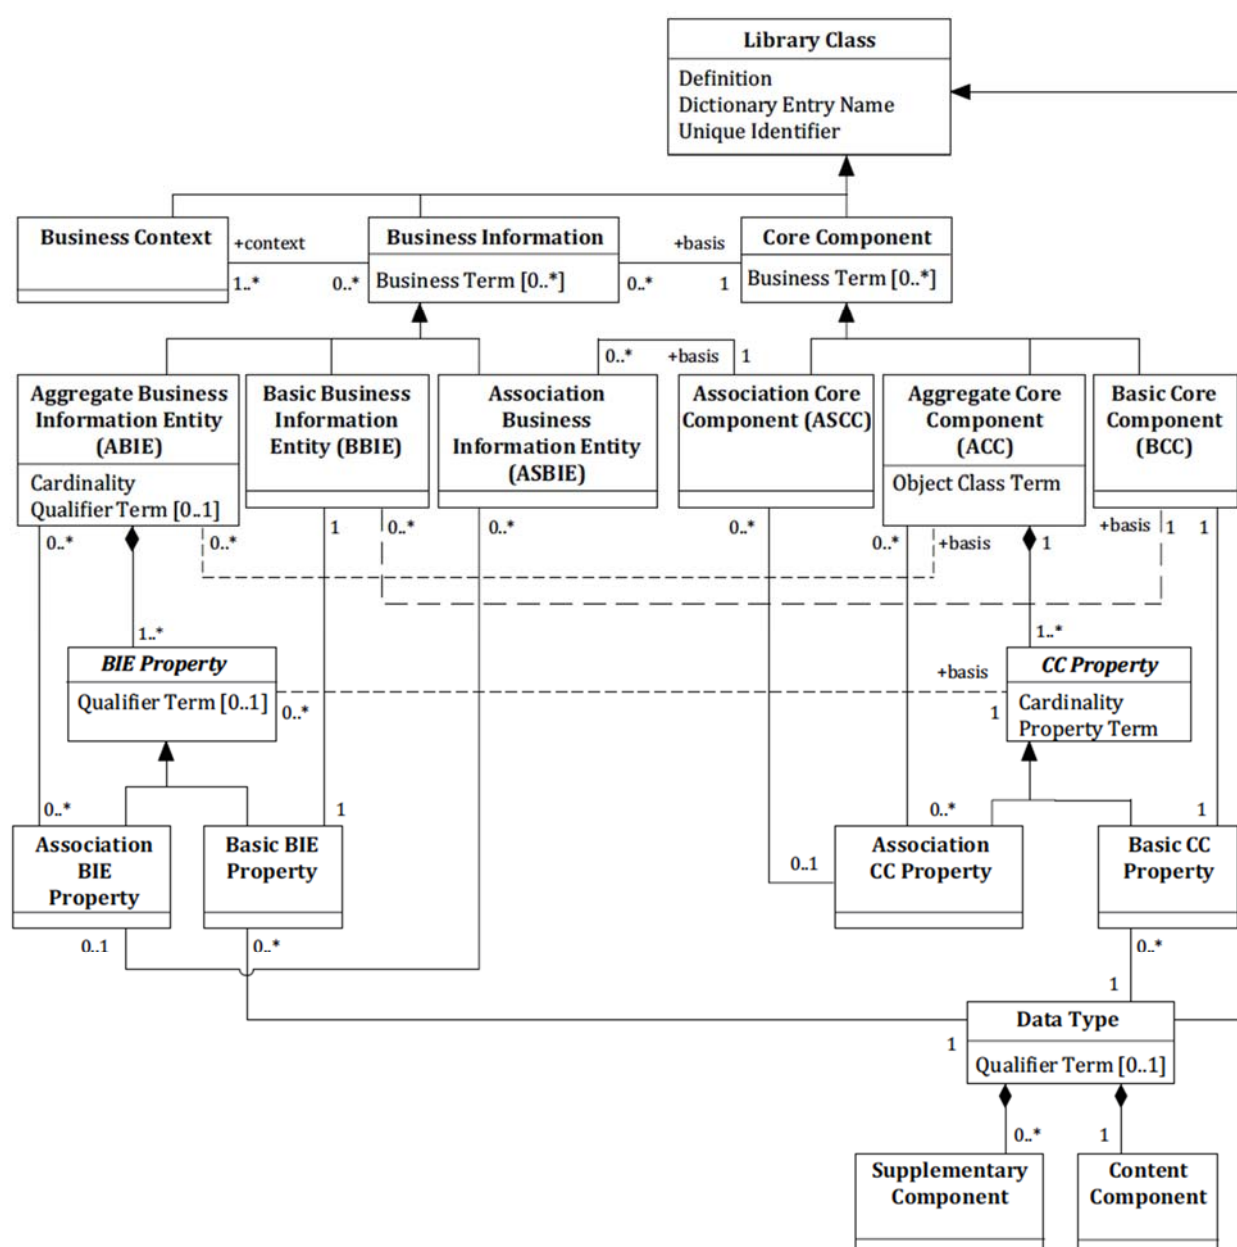 Library Class
Definition
Dictionary Entry Name
Unique Identifier
Business Context
+context
1..*
0..*
Business Information
Business Term [0..*]
+basis
0..*
1
Core Component
Business Term [0..*]
Aggregate Business
Information Entity
(ABIE)
Cardinality
Qualifier Term [0..1]
Basic Business
Information
Entity (BBIE)
Association
Business
Information Entity
(ASBIE)
0..*
+basis
1
Association Core
Component (ASCC)
Aggregate Core
Component
(ACC)
Object Class Term
Basic Core
Component
(BCC)
0..*
0..*
1
0..*
0..*
0..*
0..*
+basis
1
+basis
1
1
1..*
BIE Property
Qualifier Term [0..1]
0..*
+basis
1
1..*
CC Property
Cardinality
Property Term
0..*
1
0..*
1
Association
BIE
Property
Basic BIE
Property
0..1
Association
CC Property
Basic CC
Property
0..1
0..*
0..*
1
1
Data Type
Qualifier Term [0..1]
0..*
1
Supplementary
Component
Content
Component